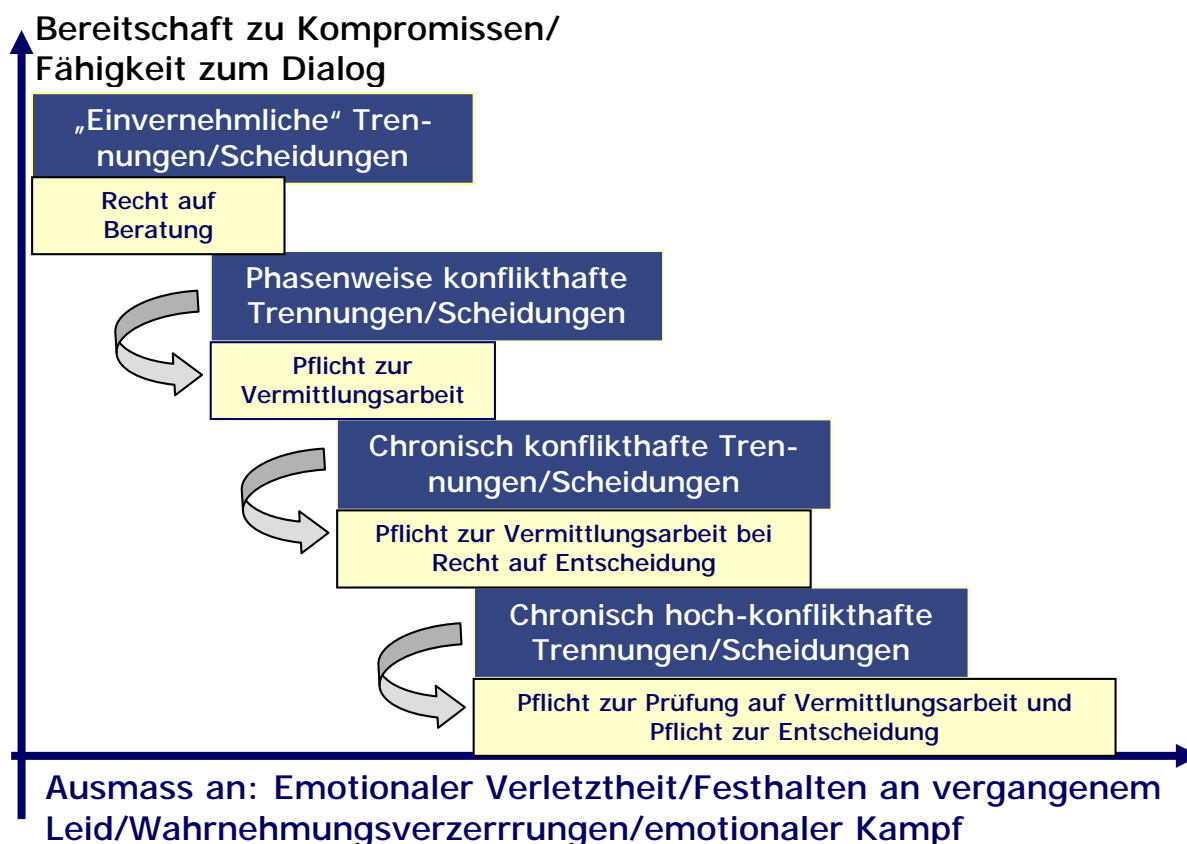 Bereitschaft zu Kompromissen/
Fähigkeit zum Dialog
„Einvernehmliche“ Tren-
nungen/Scheidungen
Recht auf
Beratung
Phasenweise konflikthafte
Trennungen/Scheidungen
Pflicht zur
Vermittlungsarbeit
Chronisch konflikthafte Tren-
nungen/Scheidungen
Pflicht zur Vermittlungsarbeit bei
Recht auf Entscheidung
Chronisch hoch-konflikthafte
Trennungen/Scheidungen
Pflicht zur Prüfung auf Vermittlungsarbeit und
Pflicht zur Entscheidung
Ausmass an: Emotionaler Verletztheit/Festhalten an vergangenem
Leid/Wahrnehmungsverzerrrungen/emotionaler Kampf